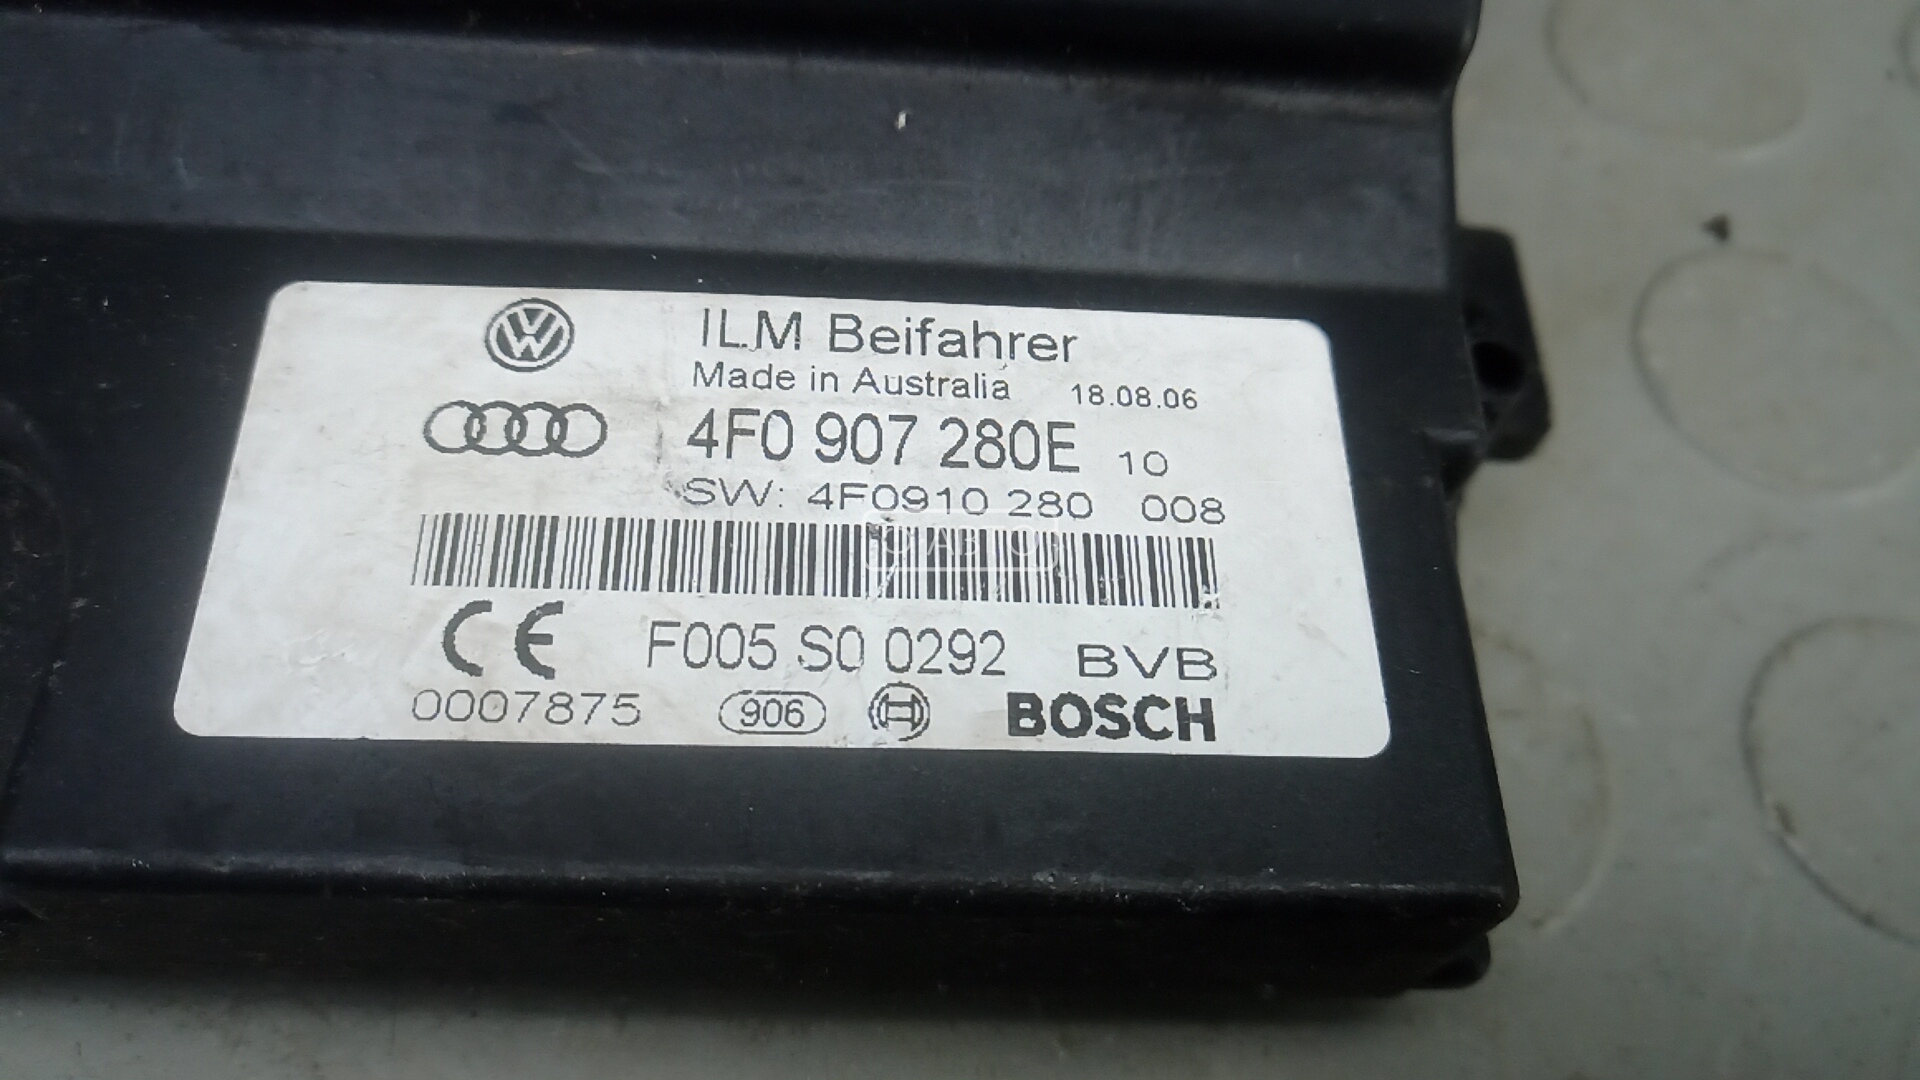 ILM Beifahrer
Made in Australia 18.08.06
4F0 907 280E 10
SW: 4F0910 280 008
CE F005 S0 0292 BVB
0007875 906 BOSCH